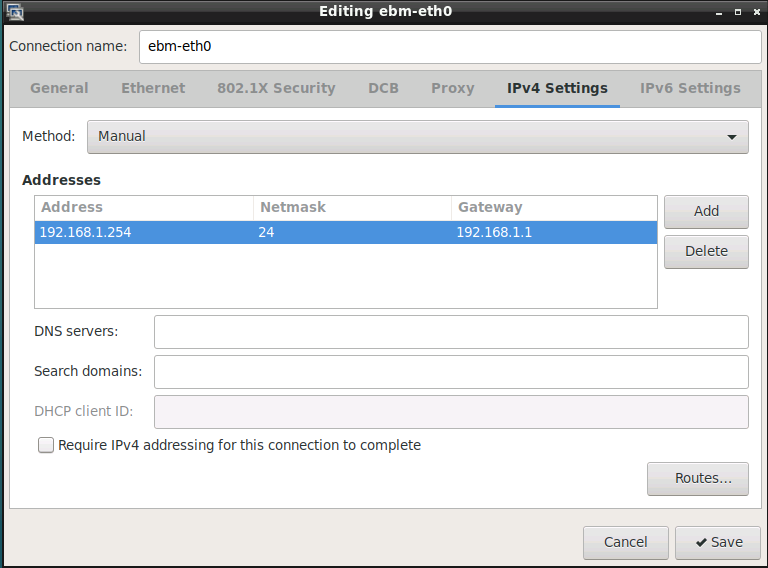 Editing ebm-eth0
Connection name: ebm-eth0
General Ethernet 802.1X Security DCB Proxy IPv4 Settings IPv6 Settings
Method: Manual
Addresses
Address Netmask Gateway
192.168.1.254 24 192.168.1.1
Add
Delete
DNS servers:
Search domains:
DHCP client ID:
Require IPv4 addressing for this connection to complete
Routes...
Cancel Save